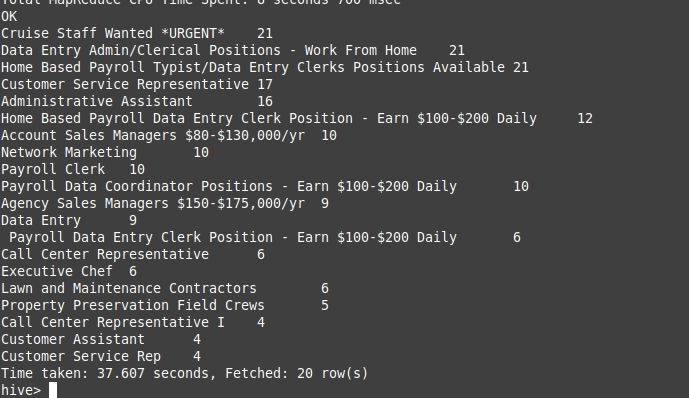 Total MapReduce CPU Time Spent: 8 seconds 700 msec
OK
Cruise Staff Wanted *URGENT*    21
Data Entry Admin/Clerical Positions - Work From Home    21
Home Based Payroll Typist/Data Entry Clerks Positions Available 21
Customer Service Representative 17
Administrative Assistant        16
Home Based Payroll Data Entry Clerk Position - Earn $100-$200 Daily     12
Account Sales Managers $80-$130,000/yr  10
Network Marketing       10
Payroll Clerk   10
Payroll Data Coordinator Positions - Earn $100-$200 Daily       10
Agency Sales Managers $150-$175,000/yr  9
Data Entry      9
 Payroll Data Entry Clerk Position - Earn $100-$200 Daily       6
Call Center Representative      6
Executive Chef  6
Lawn and Maintenance Contractors        6
Property Preservation Field Crews       5
Call Center Representative I    4
Customer Assistant      4
Customer Service Rep    4
Time taken: 37.607 seconds, Fetched: 20 row(s)
hive>